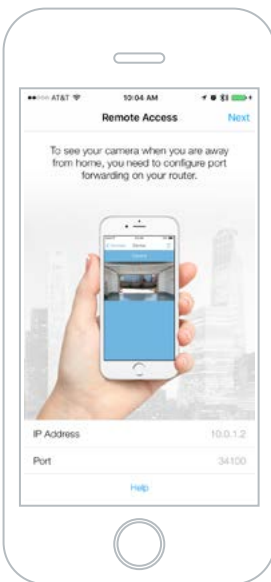 AT&T 10:04 AM
Remote Access Next
To see your camera when you are away
from home, you need to configure port
forwarding on your router.
IP Address 10.0.1.2
Port 34100
Help